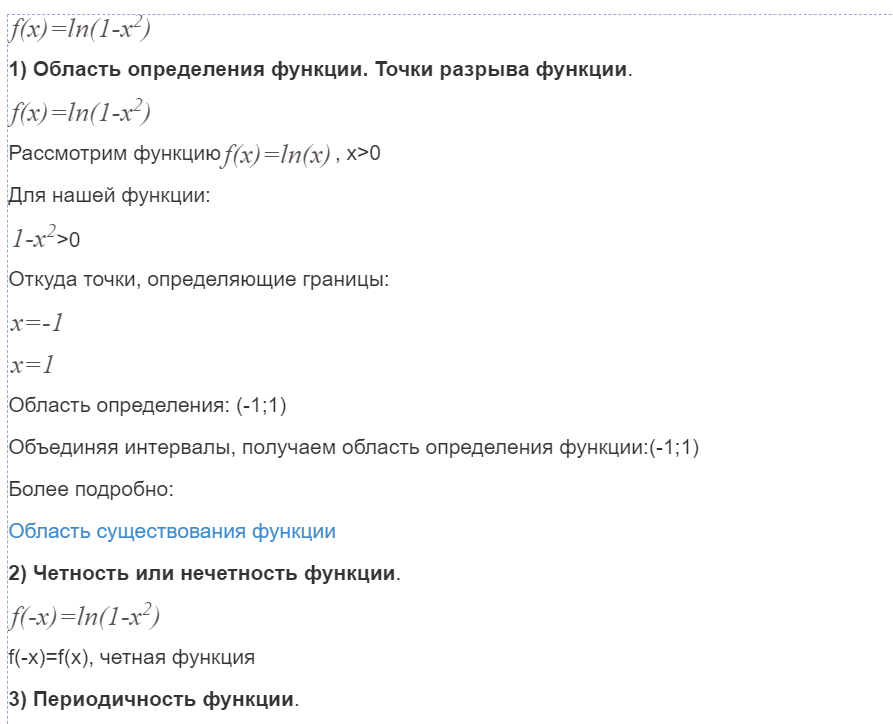 f(x)=ln(1-x²)
1) Область определения функции. Точки разрыва функции.
f(x)=ln(1-x²)
Рассмотрим функцию f(x)=ln(x) , x>0
Для нашей функции:
1-x²>0
Откуда точки, определяющие границы:
x=-1
x=1
Область определения: (-1;1)
Объединяя интервалы, получаем область определения функции:(-1;1)
Более подробно:
Область существования функции
2) Четность или нечетность функции.
f(-x)=ln(1-x²)
f(-x)=f(x), четная функция
3) Периодичность функции.